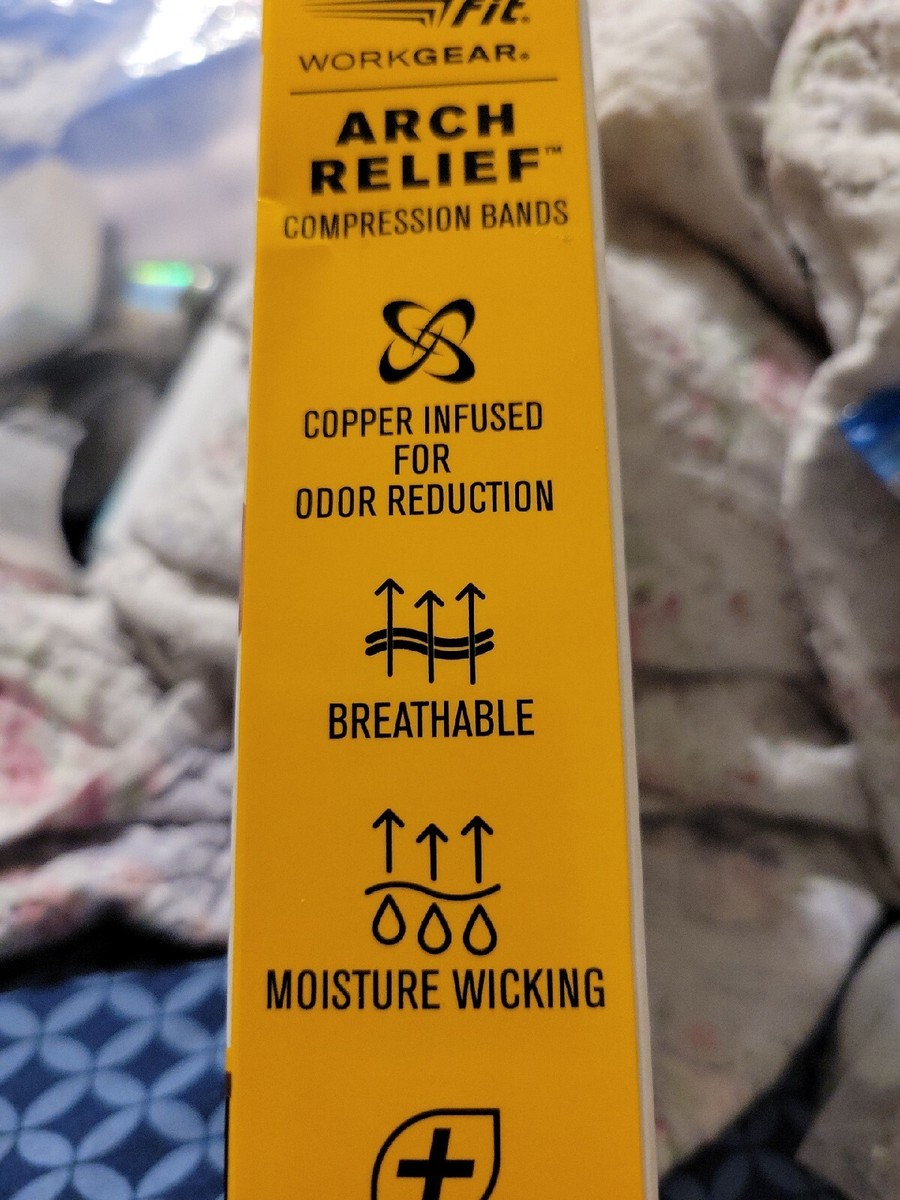 Fit®
WORKGEAR®
ARCH
RELIEF™
COMPRESSION BANDS
COPPER INFUSED
FOR
ODOR REDUCTION
BREATHABLE
MOISTURE WICKING